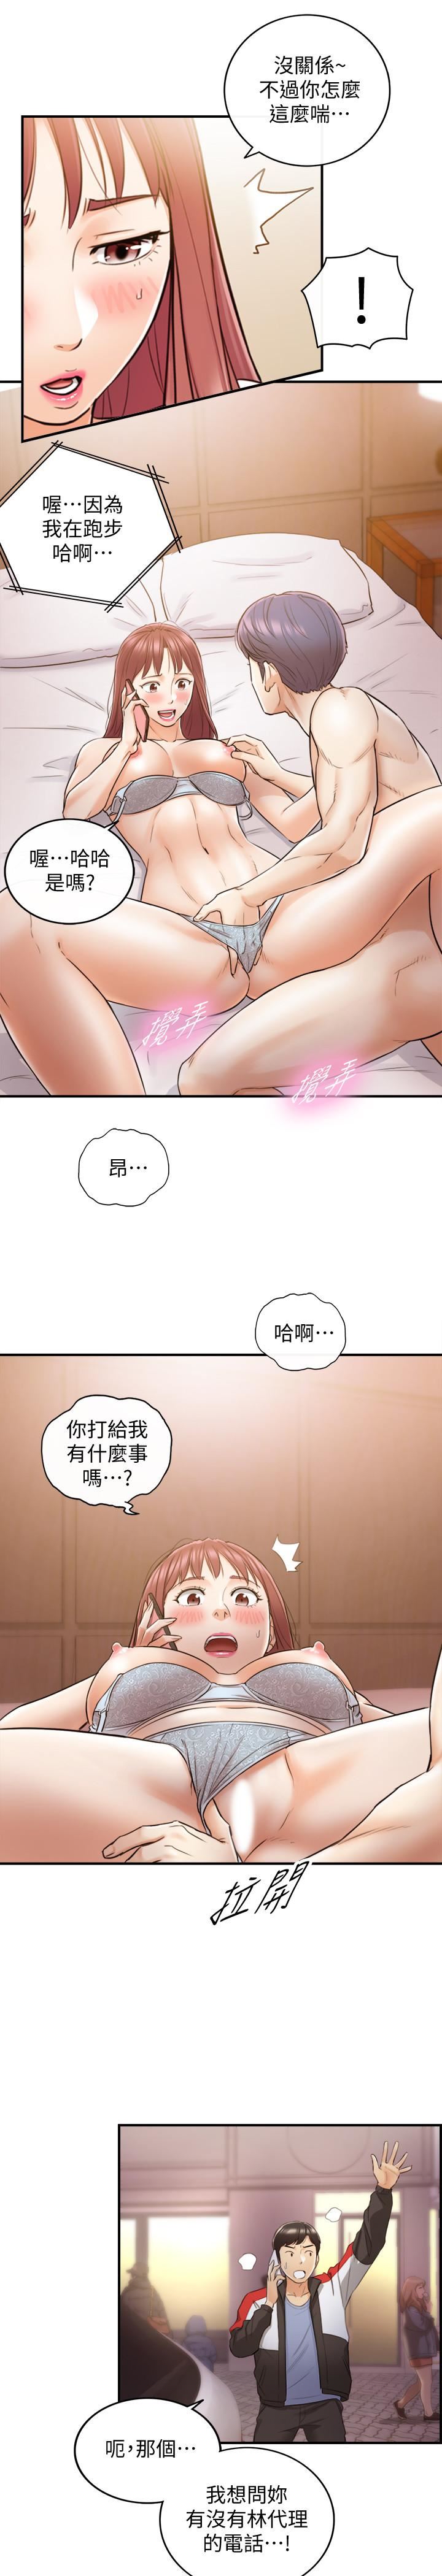 沒關係~
不過你怎麼
這麼喘⋯
!
喔⋯因為
我在跑步
哈啊⋯
喔⋯哈哈
是嗎?
攪弄
攪弄
昂⋯
哈啊⋯
你打給我
有什麼事
嗎⋯?
拉開
呃,那個⋯
我想問妳
有沒有林代理
的電話⋯!